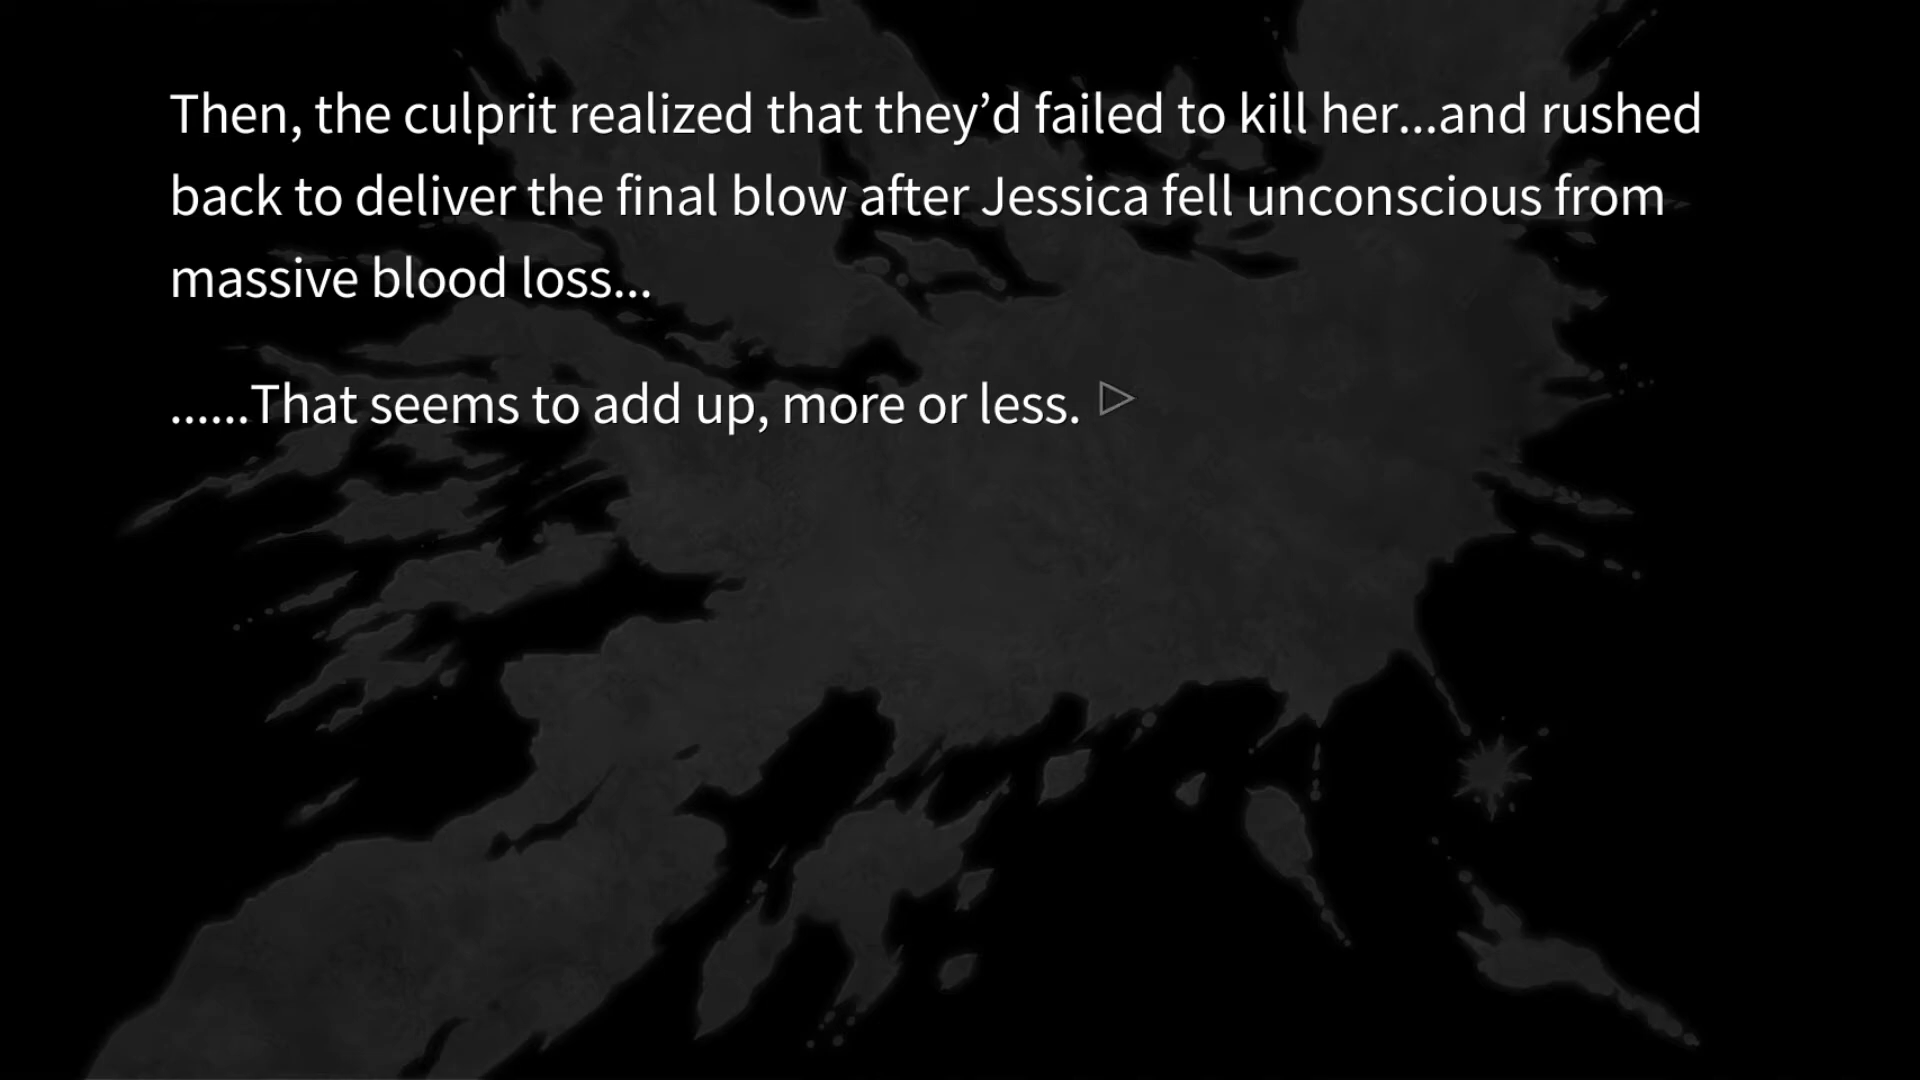 Then, the culprit realized that they’d failed to kill her...and rushed
back to deliver the final blow after Jessica fell unconscious from
massive blood loss...
......That seems to add up, more or less.